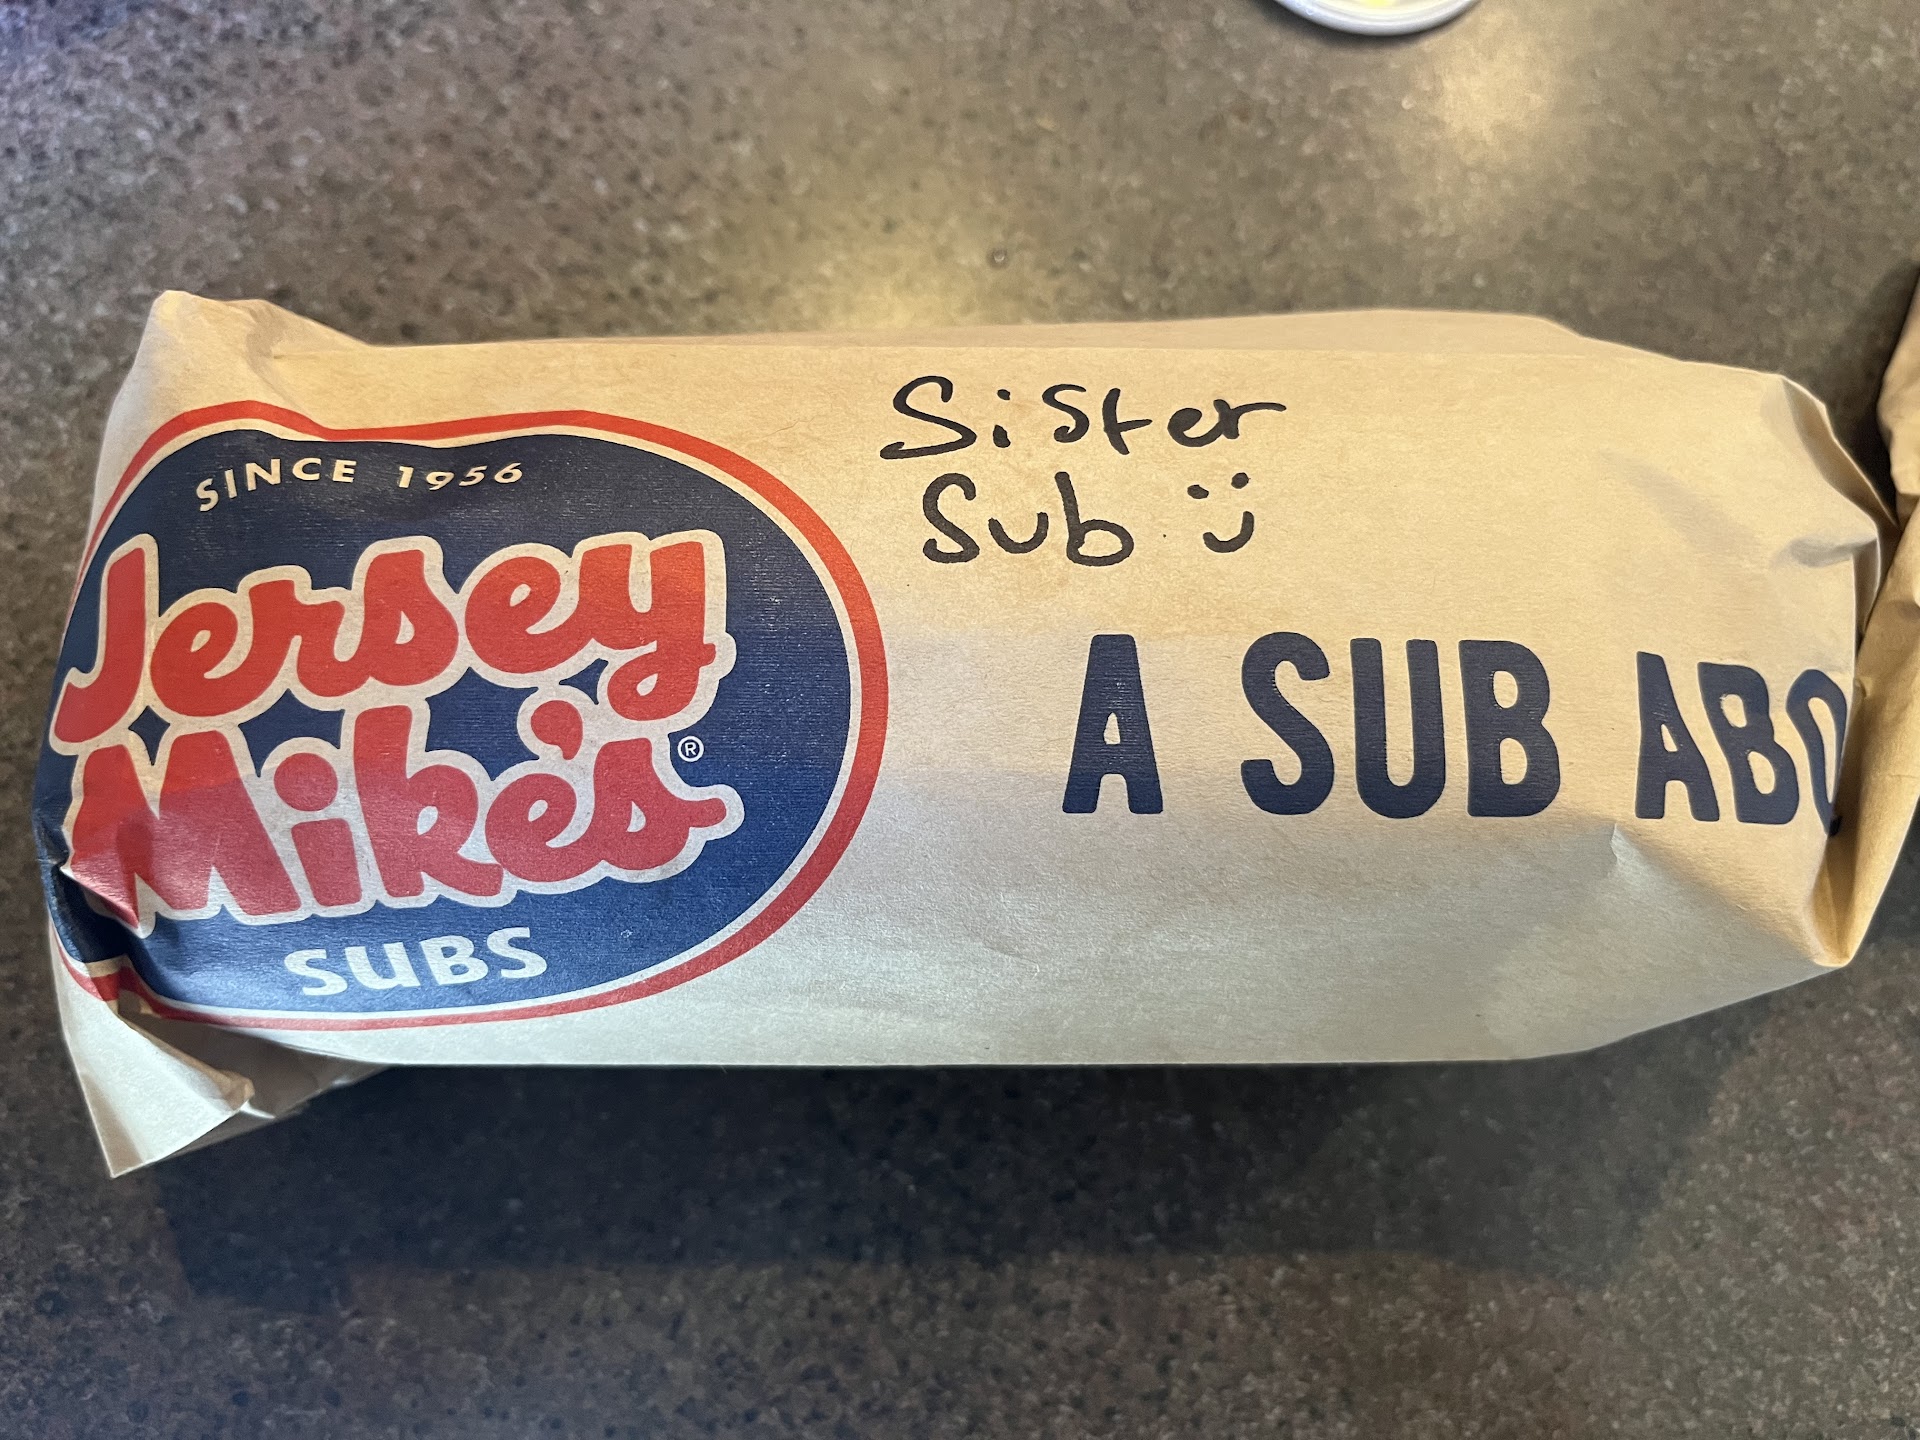 SINCE 1956
Jersey
Mike's®
SUBS
Sister
Sub :)
A SUB ABO